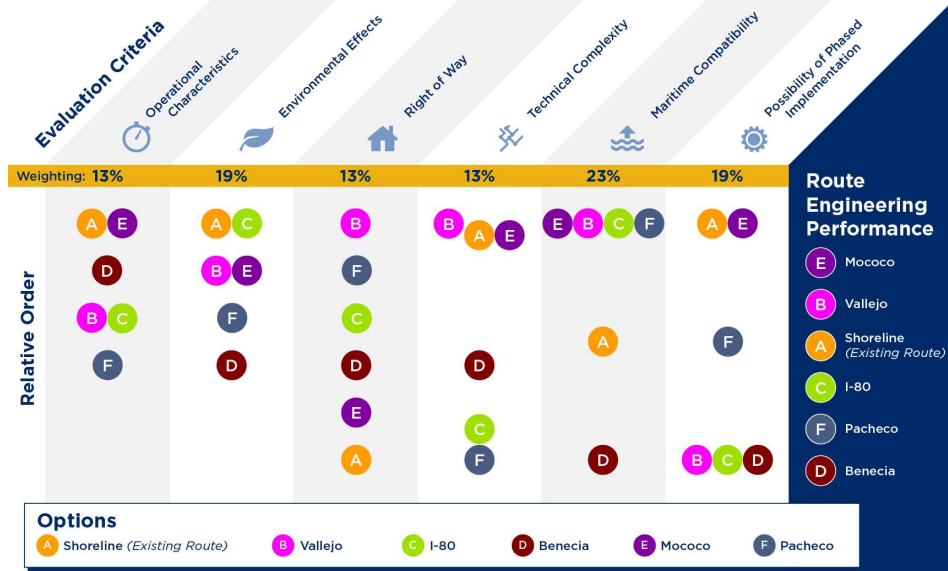 Evaluation Criteria
Operational
Characteristics
Environmental Effects
Right of Way
Technical Complexity
Maritime Compatibility
Possibility of Phased
Implementation
Weighting: 13% 19% 13% 13% 23% 19%
Relative Order
A E A C B B A E E B C F A E
D B E F
B C F C A F
F D D D
E C
A F D B C D
Route
Engineering
Performance
E Mococo
B Vallejo
A Shoreline
(Existing Route)
C I-80
F Pacheco
D Benecia
Options
A Shoreline (Existing Route) B Vallejo C I-80 D Benecia E Mococo F Pacheco